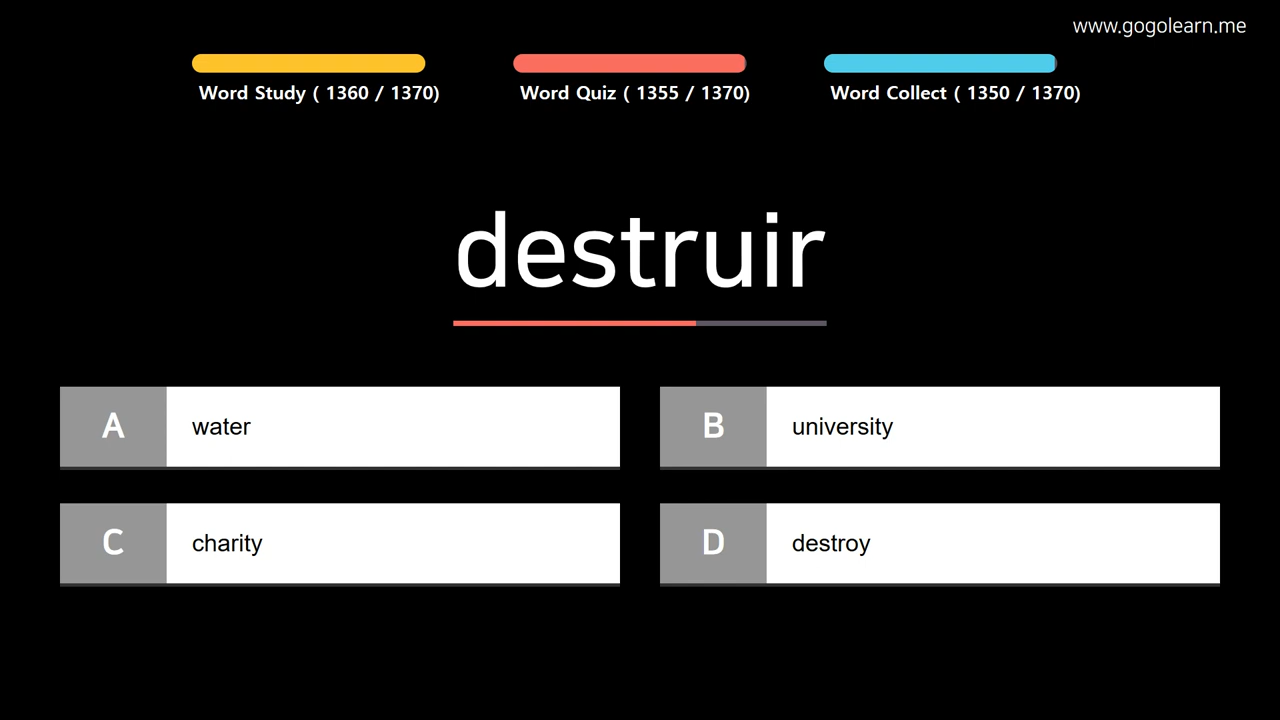 www.gogolearn.me
Word Study ( 1360 / 1370)
Word Quiz ( 1355 / 1370)
Word Collect ( 1350 / 1370)
destruir
A water
B university
C charity
D destroy